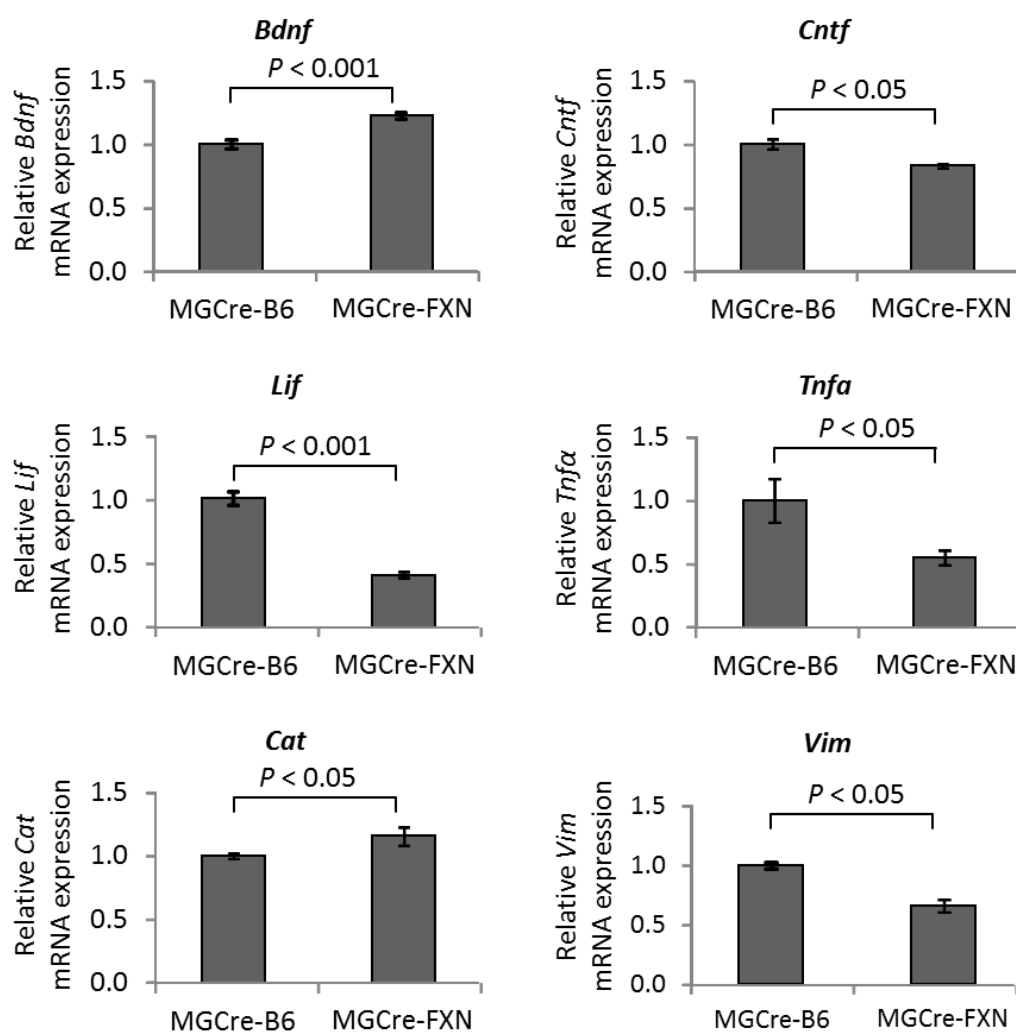 Bdnf
P < 0.001
Relative Bdnf
mRNA expression
1.5
1.0
0.5
0.0
MGCre-B6
MGCre-FXN
Cntf
P < 0.05
Relative Cntf
mRNA expression
1.5
1.0
0.5
0.0
MGCre-B6
MGCre-FXN
Lif
P < 0.001
Relative Lif
mRNA expression
1.5
1.0
0.5
0.0
MGCre-B6
MGCre-FXN
Tnfa
P < 0.05
Relative Tnfα
mRNA expression
1.5
1.0
0.5
0.0
MGCre-B6
MGCre-FXN
Cat
P < 0.05
Relative Cat
mRNA expression
1.5
1.0
0.5
0.0
MGCre-B6
MGCre-FXN
Vim
P < 0.05
Relative Vim
mRNA expression
1.5
1.0
0.5
0.0
MGCre-B6
MGCre-FXN